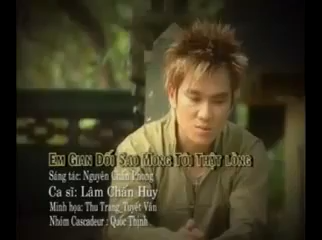 EM GIAN DỐI SAO MONG TÔI THẬT LÒNG
Sáng tác: Nguyên Chấn Phong
Ca sĩ: Lâm Chấn Huy
Minh họa: Thu Trang, Tuyết Vân
Nhóm Cascadeur : Quốc Thịnh